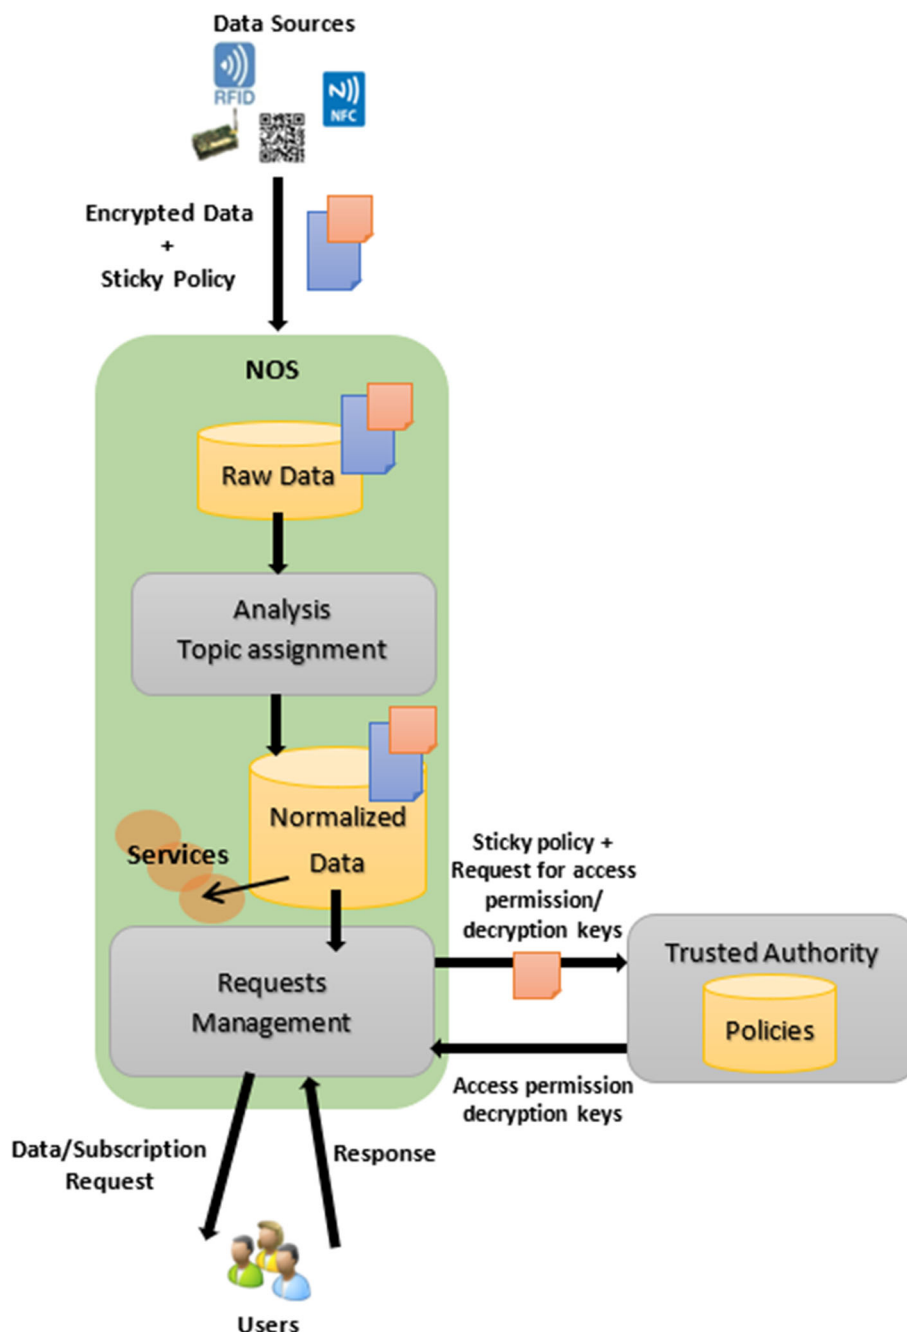 Data Sources
RFID
N
NFC
Encrypted Data
+
Sticky Policy
NOS
Raw Data
Analysis
Topic assignment
Normalized
Data
Services
Sticky policy +
Request for access
permission/
decryption keys
Requests
Management
Trusted Authority
Policies
Access permission
decryption keys
Data/Subscription
Request
Response
Users